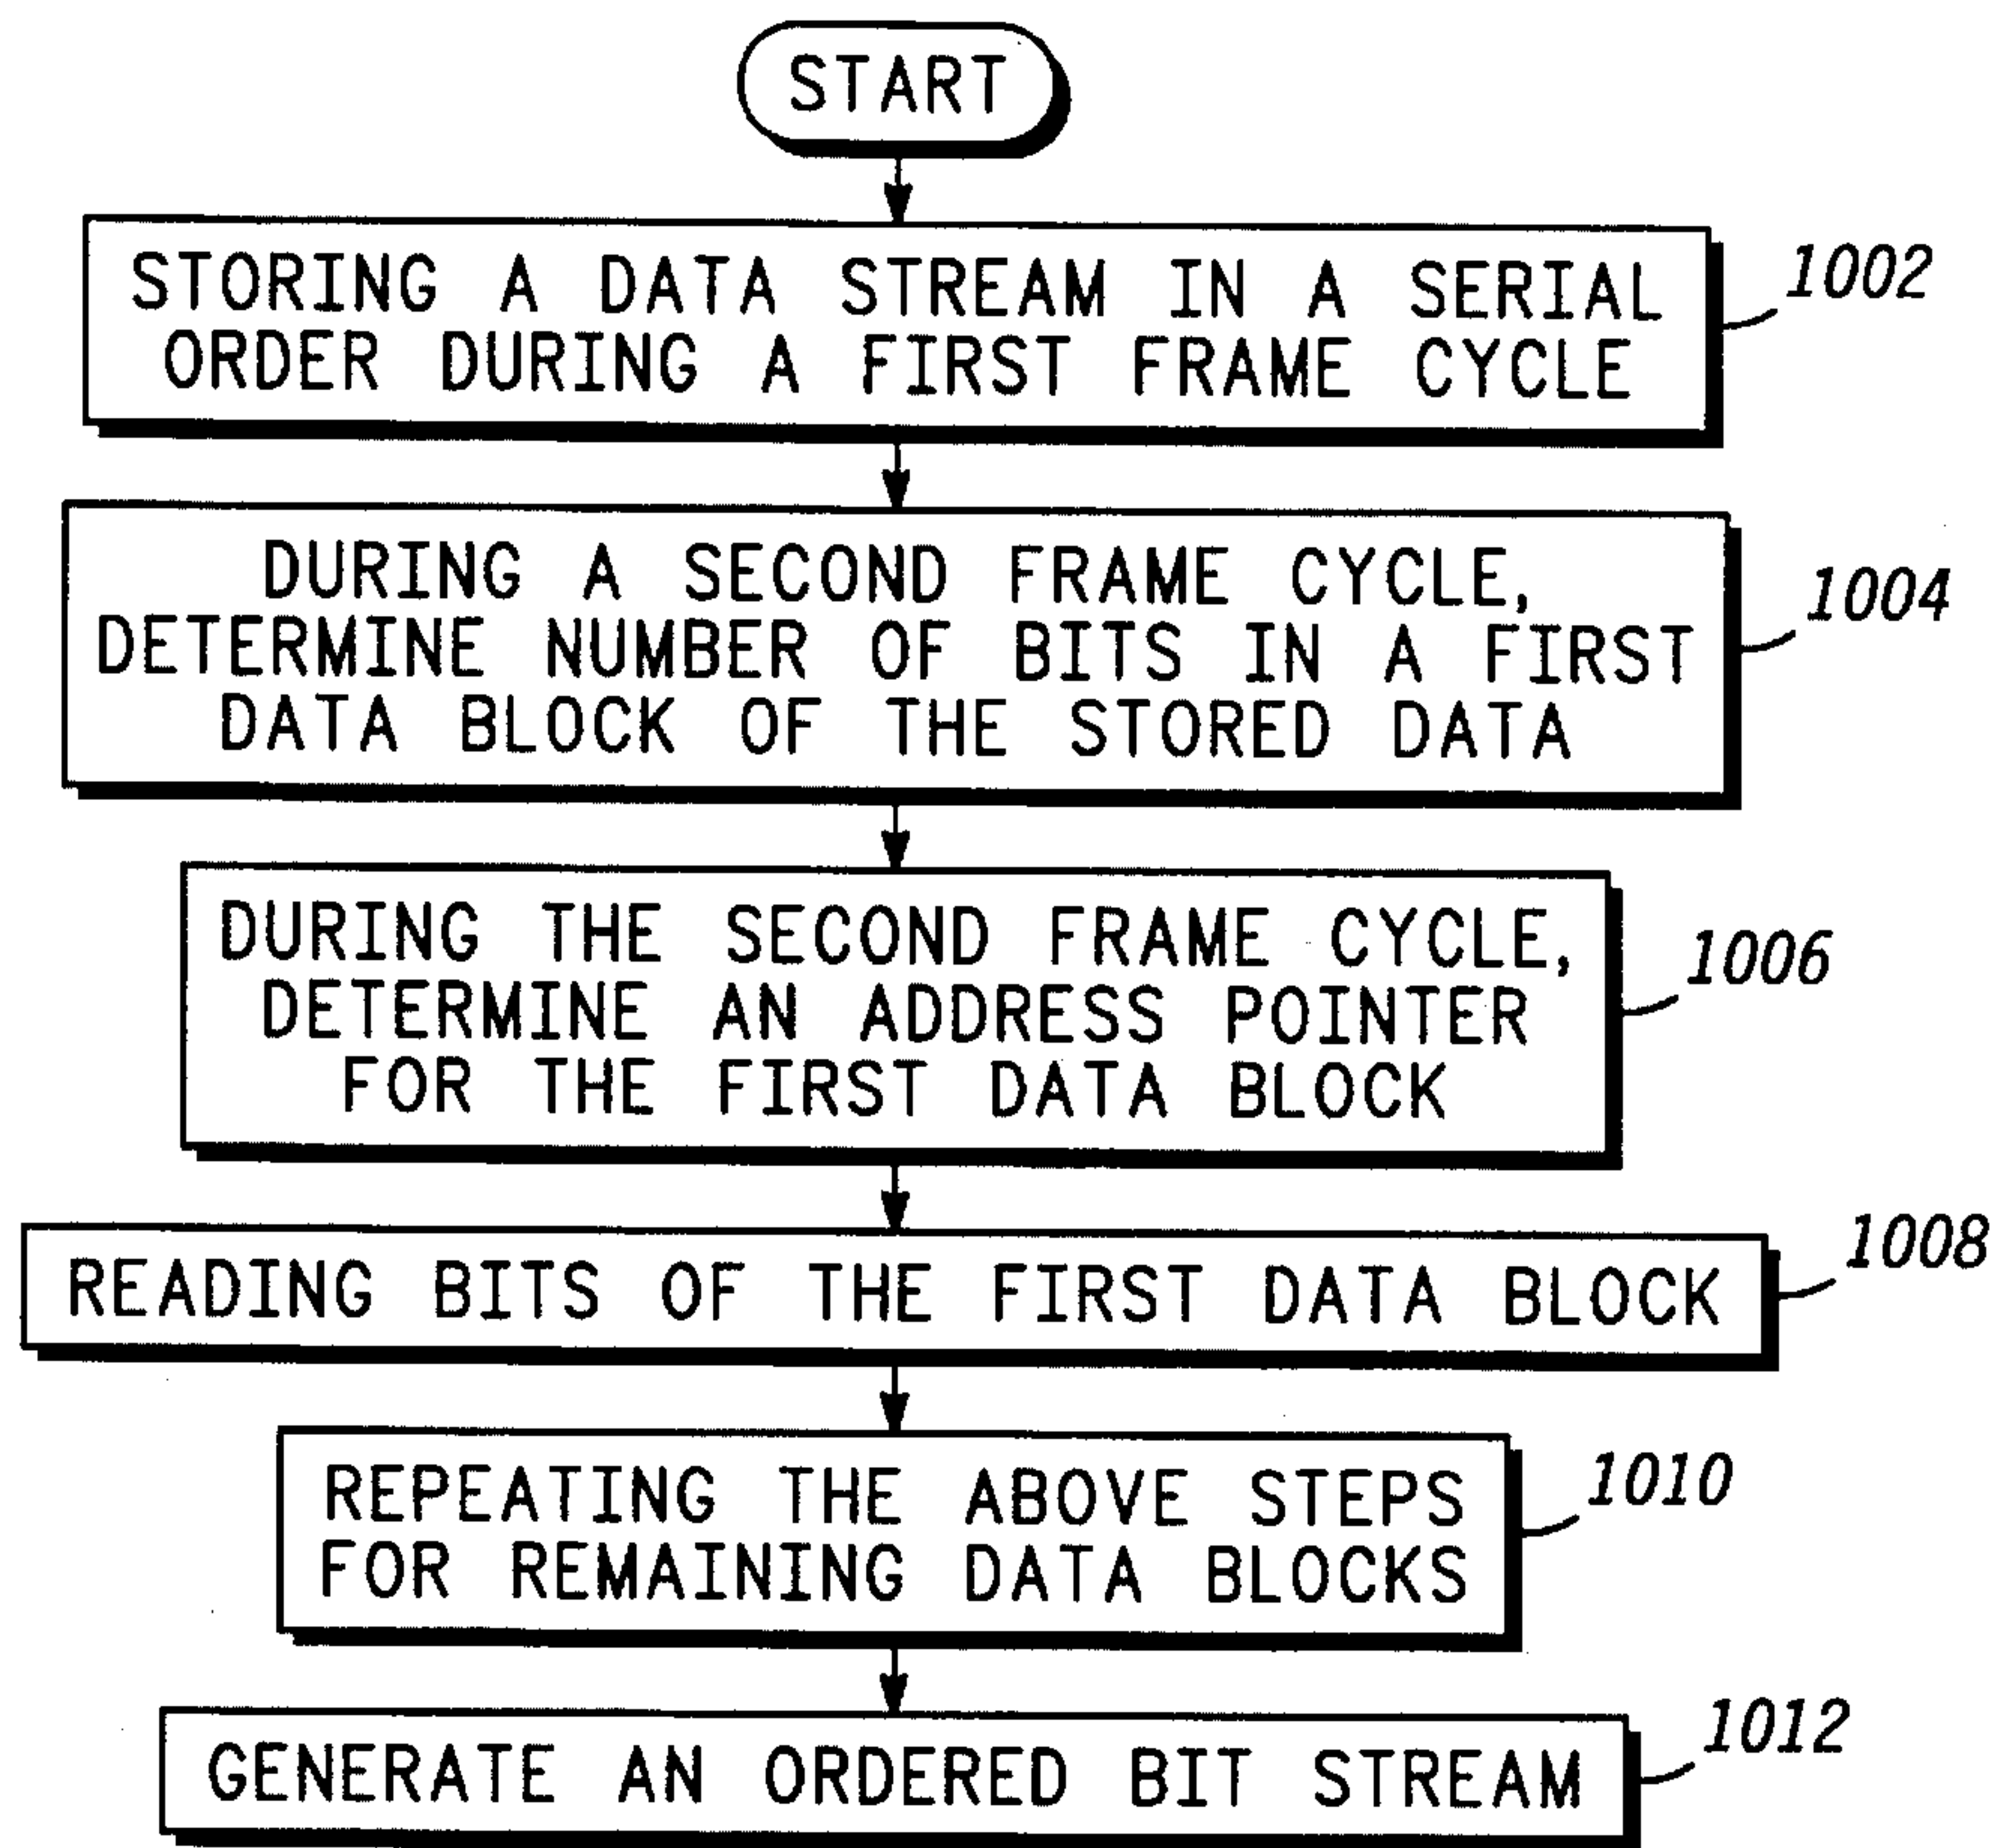 START
STORING A DATA STREAM IN A SERIAL
ORDER DURING A FIRST FRAME CYCLE
1002
DURING A SECOND FRAME CYCLE,
DETERMINE NUMBER OF BITS IN A FIRST
DATA BLOCK OF THE STORED DATA
1004
DURING THE SECOND FRAME CYCLE,
DETERMINE AN ADDRESS POINTER
FOR THE FIRST DATA BLOCK
1006
READING BITS OF THE FIRST DATA BLOCK
1008
REPEATING THE ABOVE STEPS
FOR REMAINING DATA BLOCKS
1010
GENERATE AN ORDERED BIT STREAM
1012